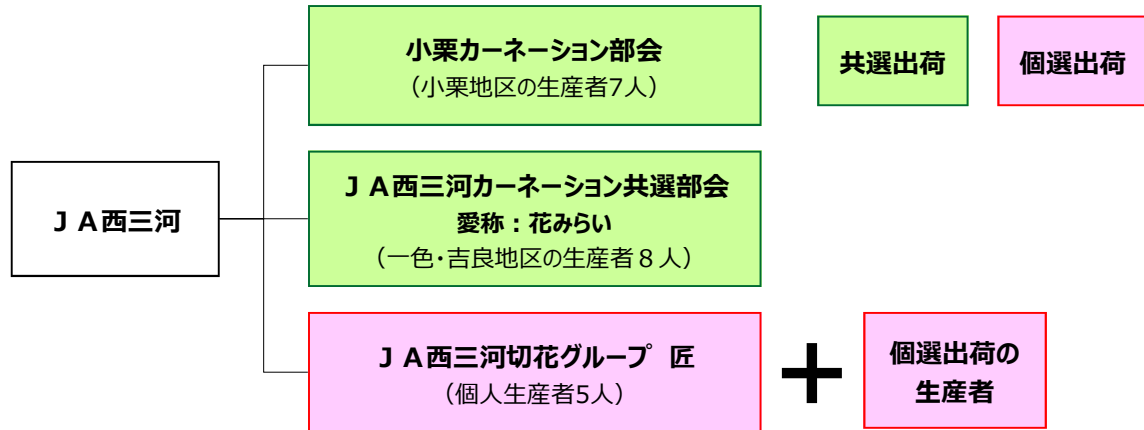 小栗カーネーション部会
（小栗地区の生産者7人）
共選出荷
個選出荷
ＪＡ西三河
ＪＡ西三河カーネーション共選部会
愛称：花みらい
（一色・吉良地区の生産者８人）
ＪＡ西三河切花グループ　匠
（個人生産者5人）
＋
個選出荷の
生産者